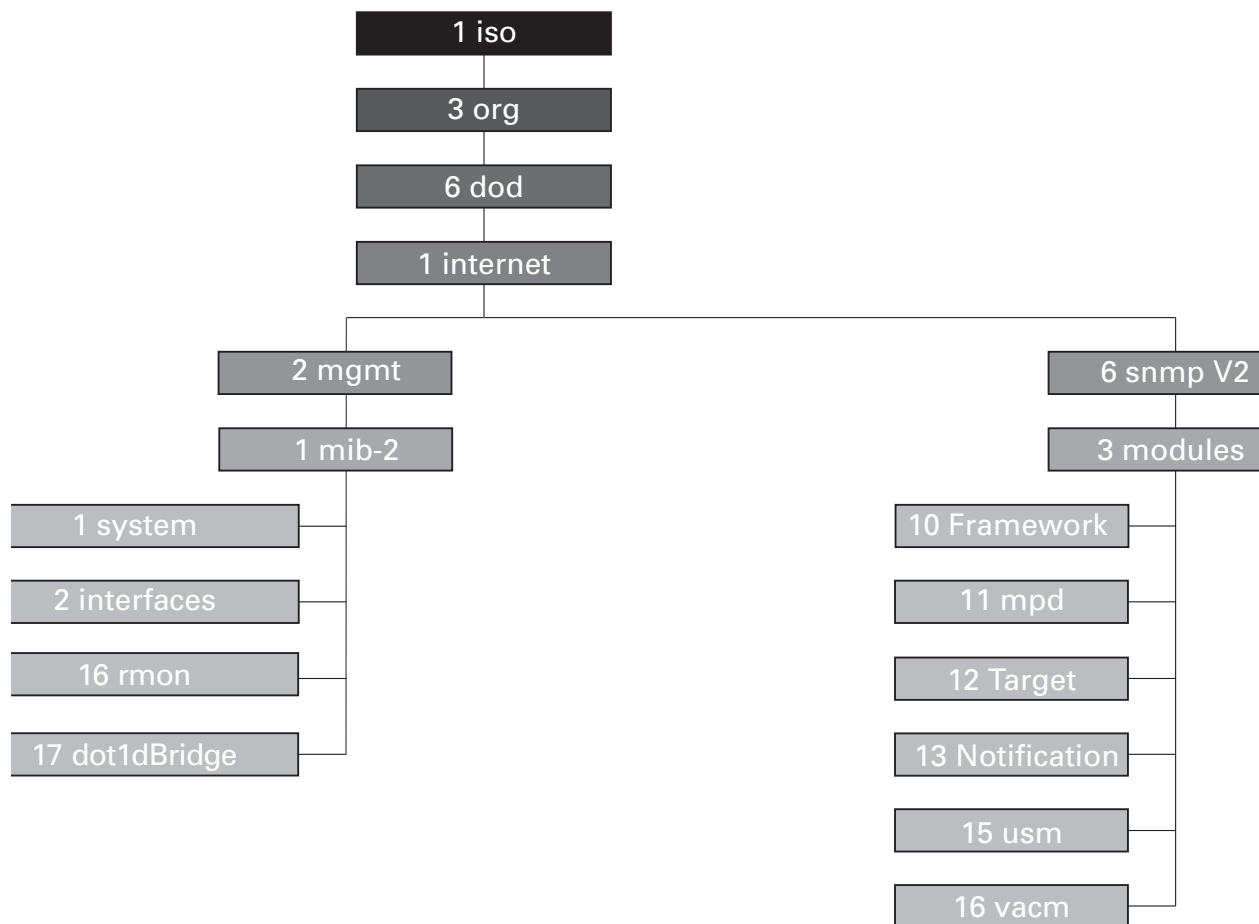 1 iso
3 org
6 dod
1 internet
2 mgmt
6 snmp V2
1 mib-2
3 modules
1 system
10 Framework
2 interfaces
11 mpd
16 rmon
12 Target
17 dot1dBridge
13 Notification
15 usm
16 vacm